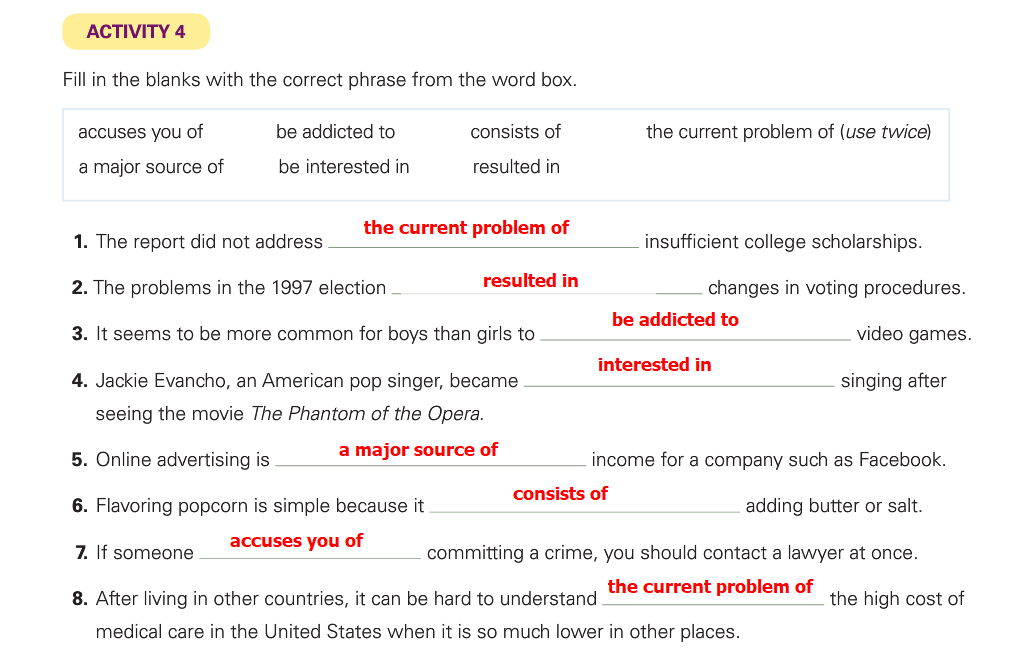 ACTIVITY 4
Fill in the blanks with the correct phrase from the word box.
accuses you of be addicted to consists of the current problem of (use twice)
a major source of be interested in resulted in
1. The report did not address the current problem of insufficient college scholarships.
2. The problems in the 1997 election resulted in changes in voting procedures.
3. It seems to be more common for boys than girls to be addicted to video games.
4. Jackie Evancho, an American pop singer, became interested in singing after
seeing the movie The Phantom of the Opera.
5. Online advertising is a major source of income for a company such as Facebook.
6. Flavoring popcorn is simple because it consists of adding butter or salt.
7. If someone accuses you of committing a crime, you should contact a lawyer at once.
8. After living in other countries, it can be hard to understand the current problem of the high cost of
medical care in the United States when it is so much lower in other places.